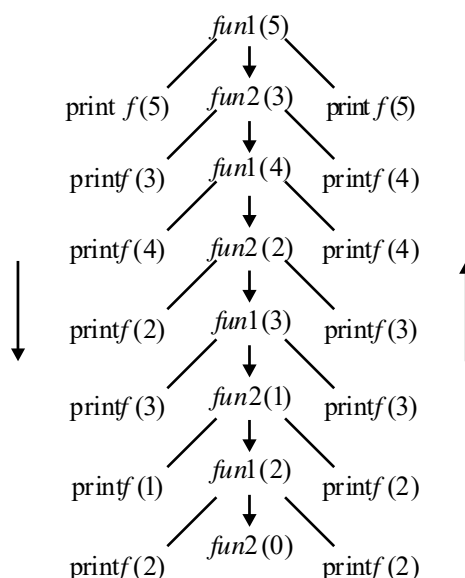 fun1(5)
print f(5) fun2(3) printf(5)
printf(3) fun1(4) printf(4)
printf(4) fun2(2) printf(4)
printf(2) fun1(3) printf(3)
printf(3) fun2(1) printf(3)
printf(1) fun1(2) printf(2)
printf(2) fun2(0) printf(2)